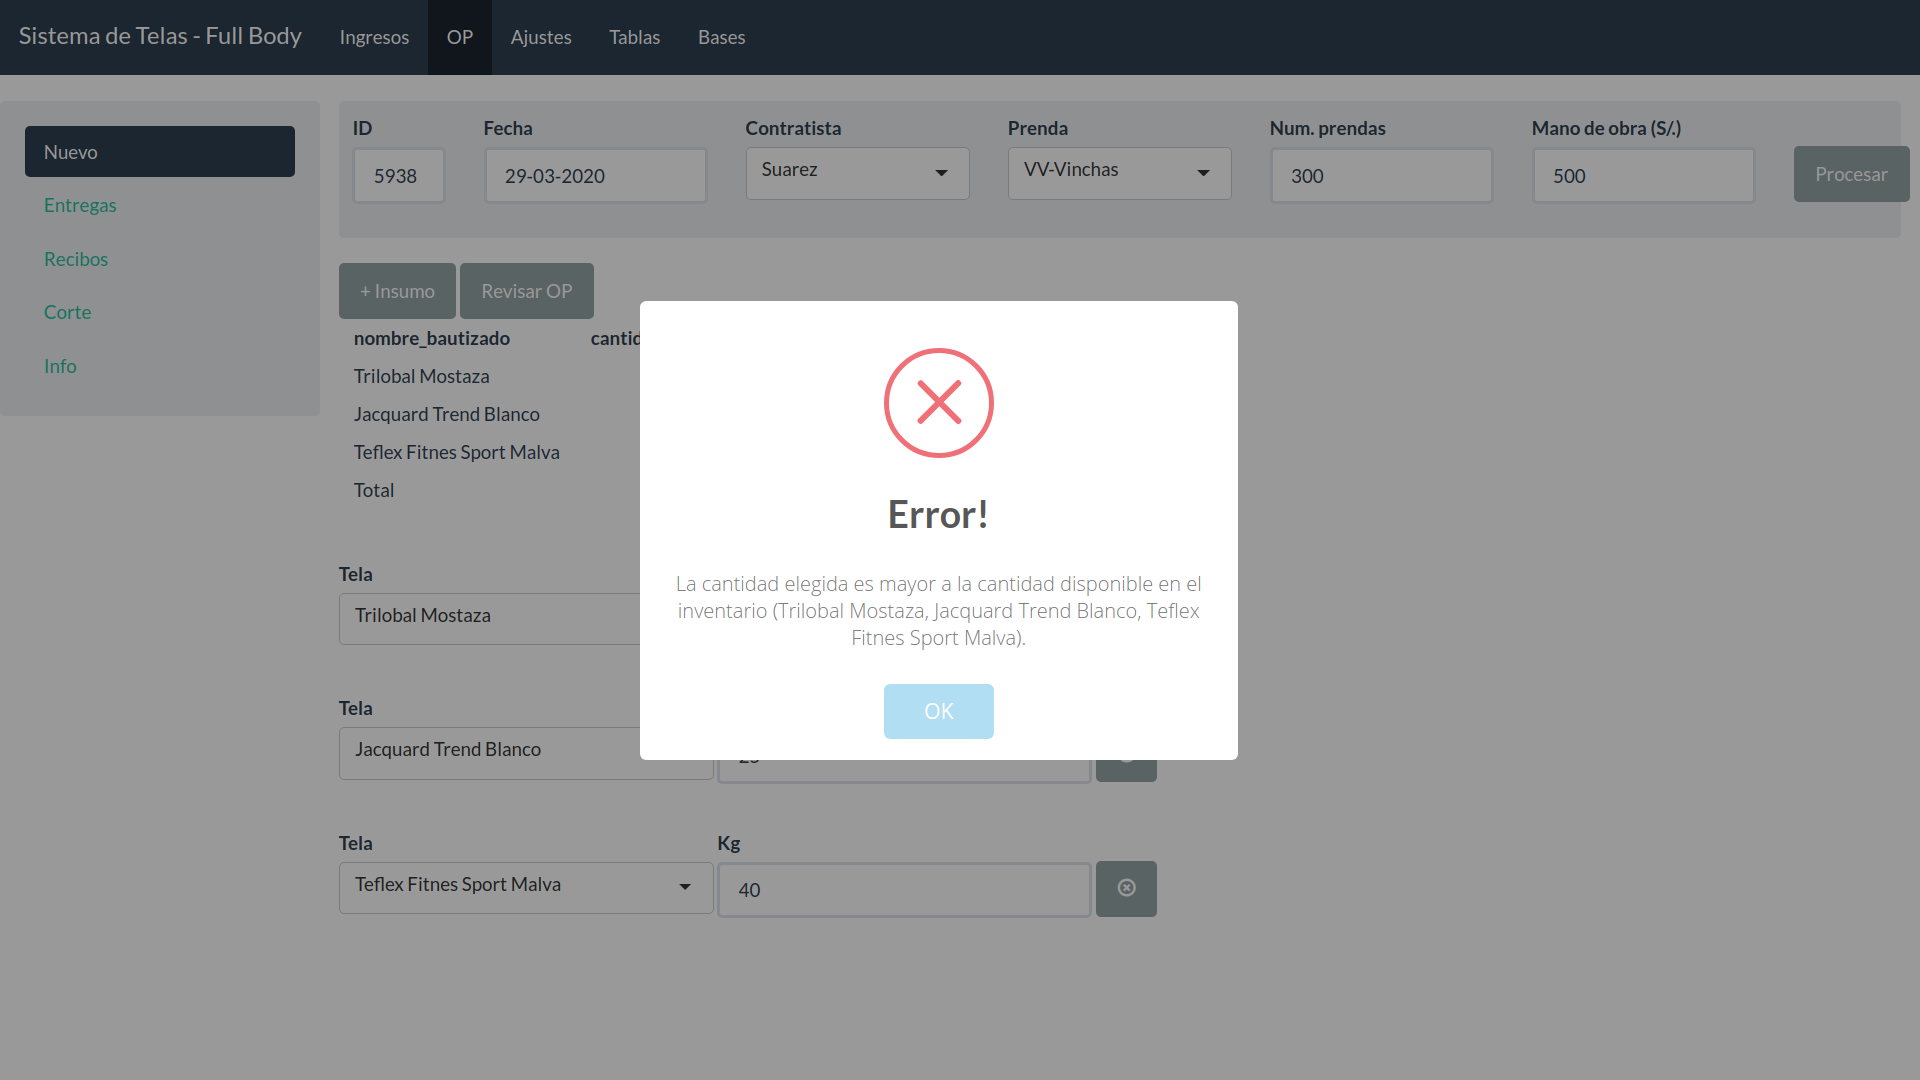 Sistema de Telas - Full Body Ingresos OP Ajustes Tablas Bases
Nuevo
Entregas
Recibos
Corte
Info
ID Fecha Contratista Prenda Num. prendas Mano de obra (S/.)
5938 29-03-2020 Suarez VV-Vinchas 300 500 Procesar
+ Insumo Revisar OP
nombre_bautizado
Trilobal Mostaza
Jacquard Trend Blanco
Teflex Fitnes Sport Malva
Total
Tela
Trilobal Mostaza
Tela
Jacquard Trend Blanco
Tela Kg
Teflex Fitnes Sport Malva 40
Error!
La cantidad elegida es mayor a la cantidad disponible en el
inventario (Trilobal Mostaza, Jacquard Trend Blanco, Teflex
Fitnes Sport Malva).
OK